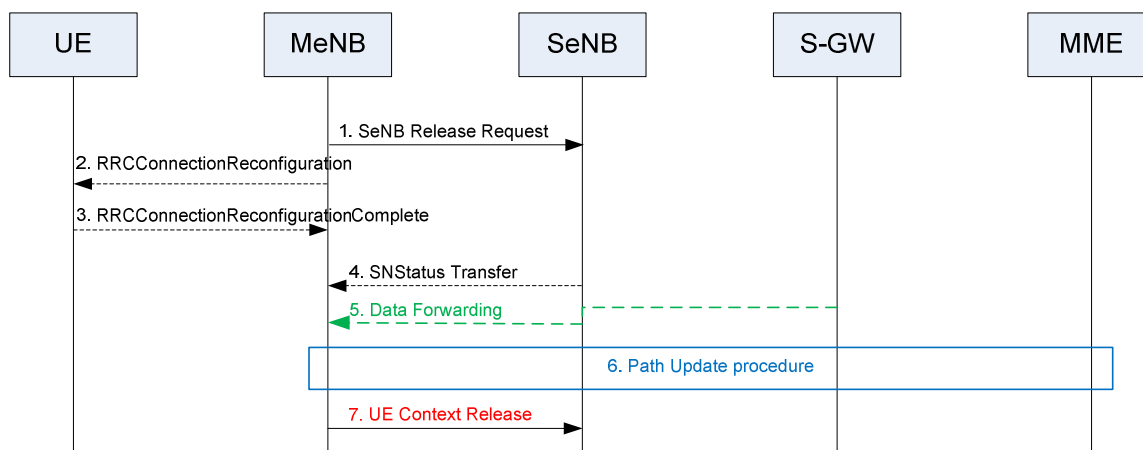 UE MeNB SeNB S-GW MME
1. SeNB Release Request
2. RRCConnectionReconfiguration
3. RRCConnectionReconfigurationComplete
4. SNStatus Transfer
5. Data Forwarding
6. Path Update procedure
7. UE Context Release